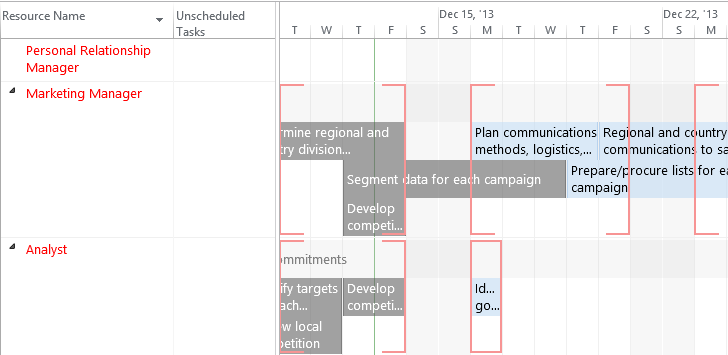 Resource Name Unscheduled Tasks
Dec 15, '13 Dec 22, '13
T W T F S S M T W T F S S M
Personal Relationship
Manager
Marketing Manager
rmine regional and
try division...
Plan communications
methods, logistics,...
Regional and country
communications to sa
Segment data for each campaign
Prepare/procure lists for ea
campaign
Develop
competi...
Analyst
ommitments
ify targets
ach...
Develop
competi...
Id...
go...
ew local
petition